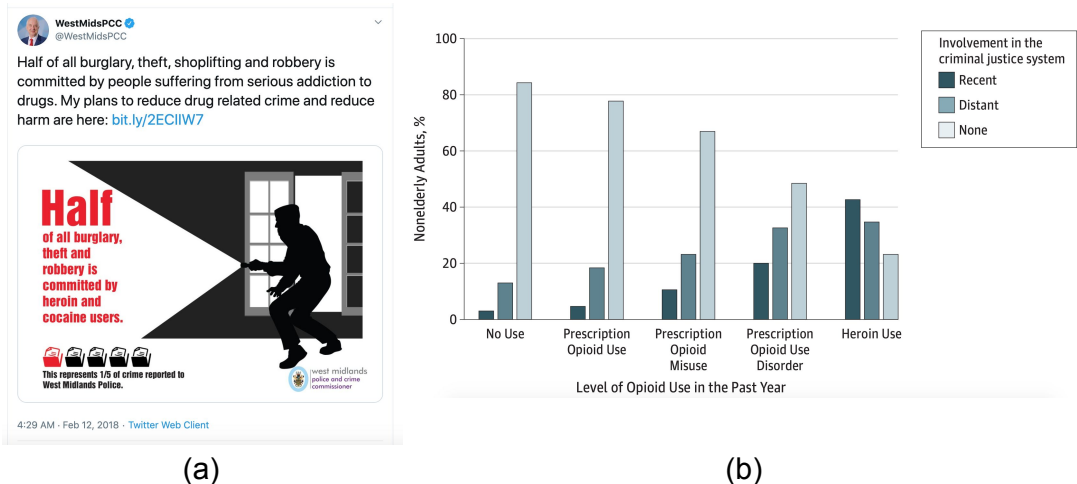 WestMidsPCC
@WestMidsPCC
Half of all burglary, theft, shoplifting and robbery is
committed by people suffering from serious addiction to
drugs. My plans to reduce drug related crime and reduce
harm are here: bit.ly/2ECIIW7
Half
of all burglary,
theft and
robbery is
committed by
heroin and
cocaine users.
This represents 1/5 of crime reported to
West Midlands Police.
west midlands
police and crime
commissioner
4:29 AM · Feb 12, 2018 · Twitter Web Client
(a)
100
80
60
40
20
0
Nonelderly Adults, %
No Use
Prescription
Opioid Use
Prescription
Opioid
Misuse
Prescription
Opioid Use
Disorder
Heroin Use
Level of Opioid Use in the Past Year
Involvement in the
criminal justice system
Recent
Distant
None
(b)